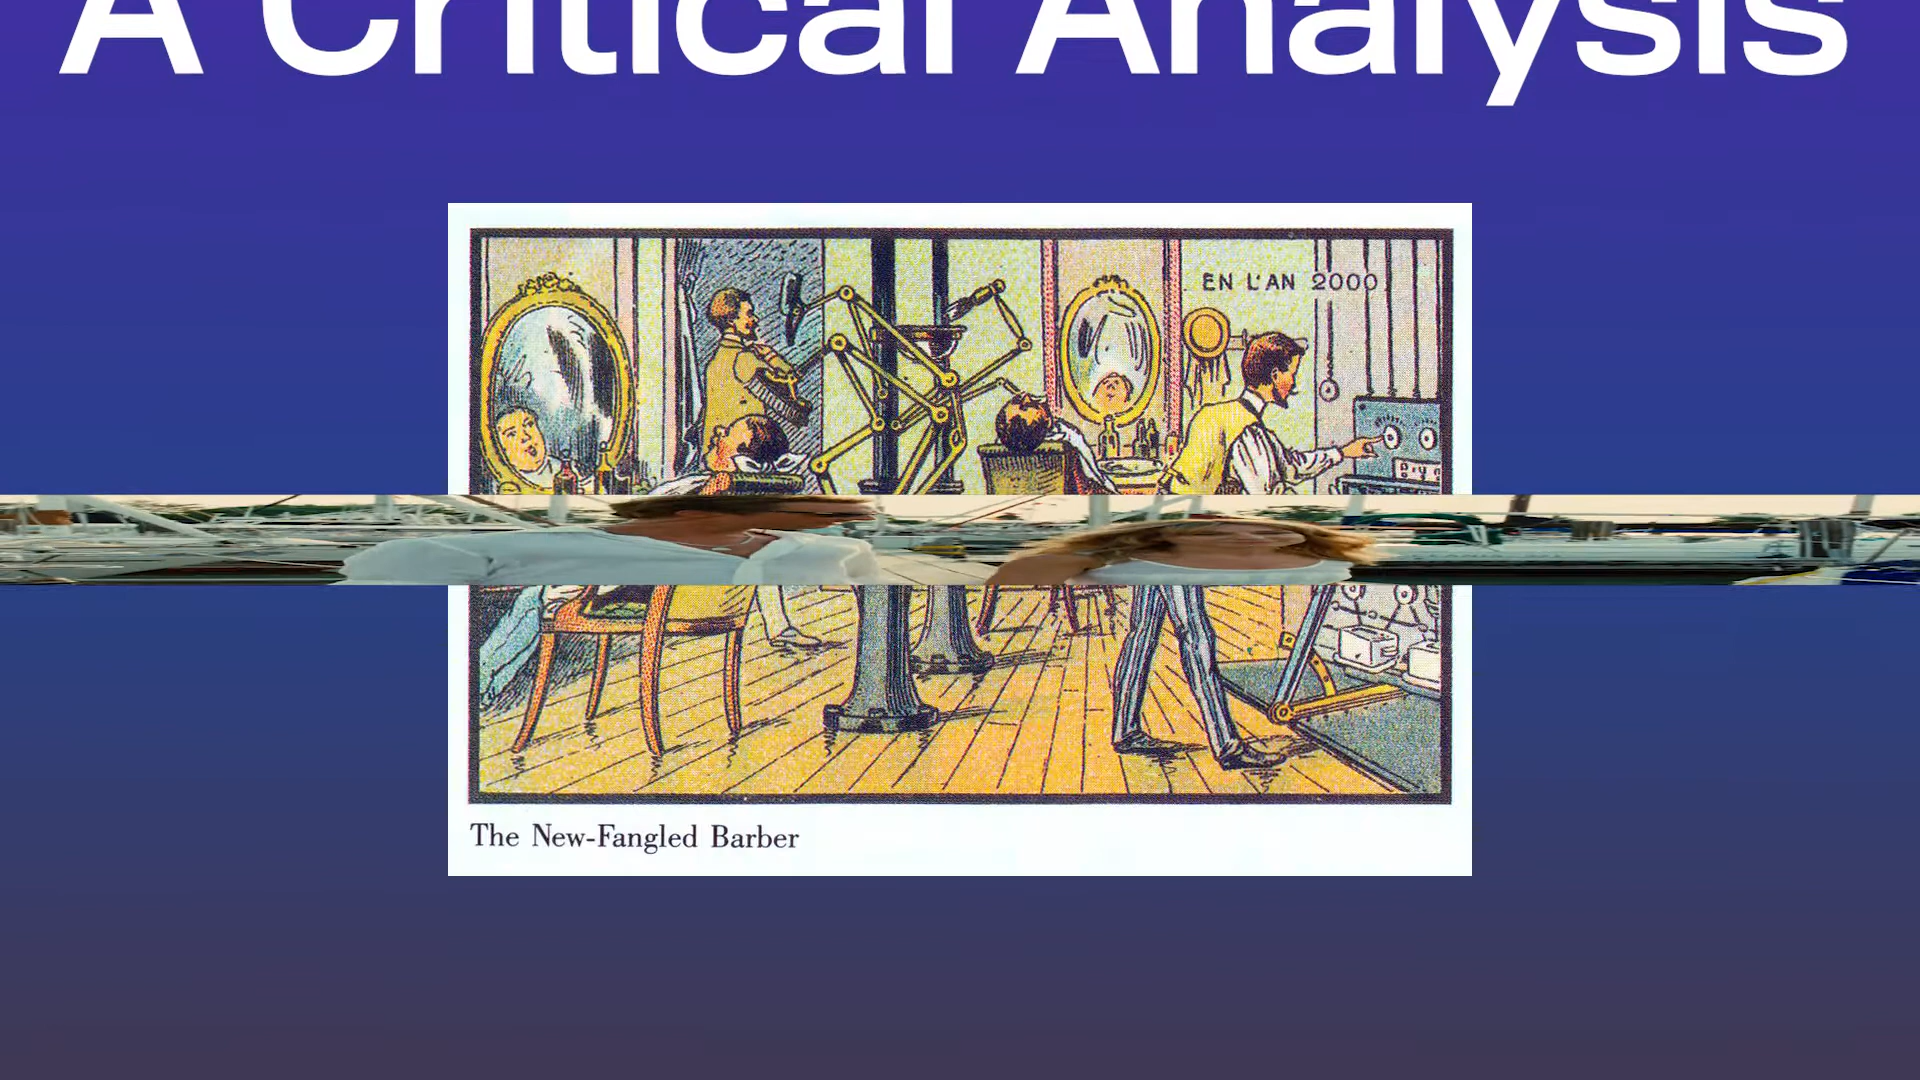 A Critical Analysis
EN L'AN 2000
The New-Fangled Barber